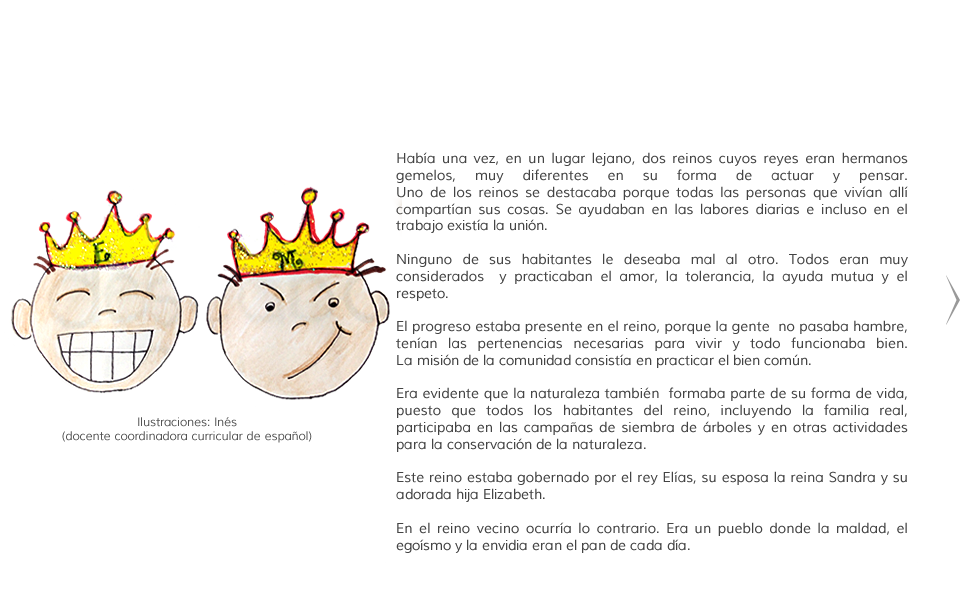 E
M
Ilustraciones: Inés
(docente coordinadora curricular de español)
Había una vez, en un lugar lejano, dos reinos cuyos reyes eran hermanos
gemelos, muy diferentes en su forma de actuar y pensar.
Uno de los reinos se destacaba porque todas las personas que vivían allí
compartían sus cosas. Se ayudaban en las labores diarias e incluso en el
trabajo existía la unión.
Ninguno de sus habitantes le deseaba mal al otro. Todos eran muy
considerados y practicaban el amor, la tolerancia, la ayuda mutua y el
respeto.
El progreso estaba presente en el reino, porque la gente no pasaba hambre,
tenían las pertenencias necesarias para vivir y todo funcionaba bien.
La misión de la comunidad consistía en practicar el bien común.
Era evidente que la naturaleza también formaba parte de su forma de vida,
puesto que todos los habitantes del reino, incluyendo la familia real,
participaba en las campañas de siembra de árboles y en otras actividades
para la conservación de la naturaleza.
Este reino estaba gobernado por el rey Elías, su esposa la reina Sandra y su
adorada hija Elizabeth.
En el reino vecino ocurría lo contrario. Era un pueblo donde la maldad, el
egoísmo y la envidia eran el pan de cada día.